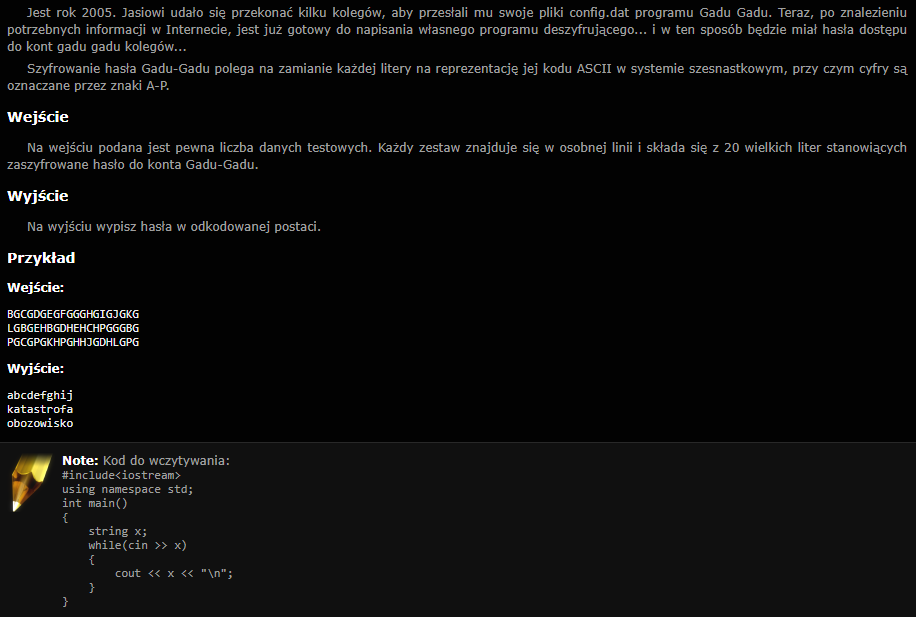 Jest rok 2005. Jasiowi udało się przekonać kilku kolegów, aby przesłali mu swoje pliki config.dat programu Gadu Gadu. Teraz, po znalezieniu
potrzebnych informacji w Internecie, jest już gotowy do napisania własnego programu deszyfrującego... i w ten sposób będzie miał hasła dostępu
do kont gadu gadu kolegów...
Szyfrowanie hasła Gadu-Gadu polega na zamianie każdej litery na reprezentację jej kodu ASCII w systemie szesnastkowym, przy czym cyfry są
oznaczane przez znaki A-P.
Wejście
Na wejściu podana jest pewna liczba danych testowych. Każdy zestaw znajduje się w osobnej linii i składa się z 20 wielkich liter stanowiących
zaszyfrowane hasło do konta Gadu-Gadu.
Wyjście
Na wyjściu wypisz hasła w odkodowanej postaci.
Przykład
Wejście:
BGCGDGEGFGGGHGIGJGKG
LGBGEHBGDHEHCHPGGGBG
PGCGPGKHPGHHJGDHLGPG
Wyjście:
abcdefghij
katastrofa
obozowisko
Note: Kod do wczytywania:
#include<iostream>
using namespace std;
int main()
{
    string x;
    while(cin >> x)
    {
        cout << x << "\n";
    }
}